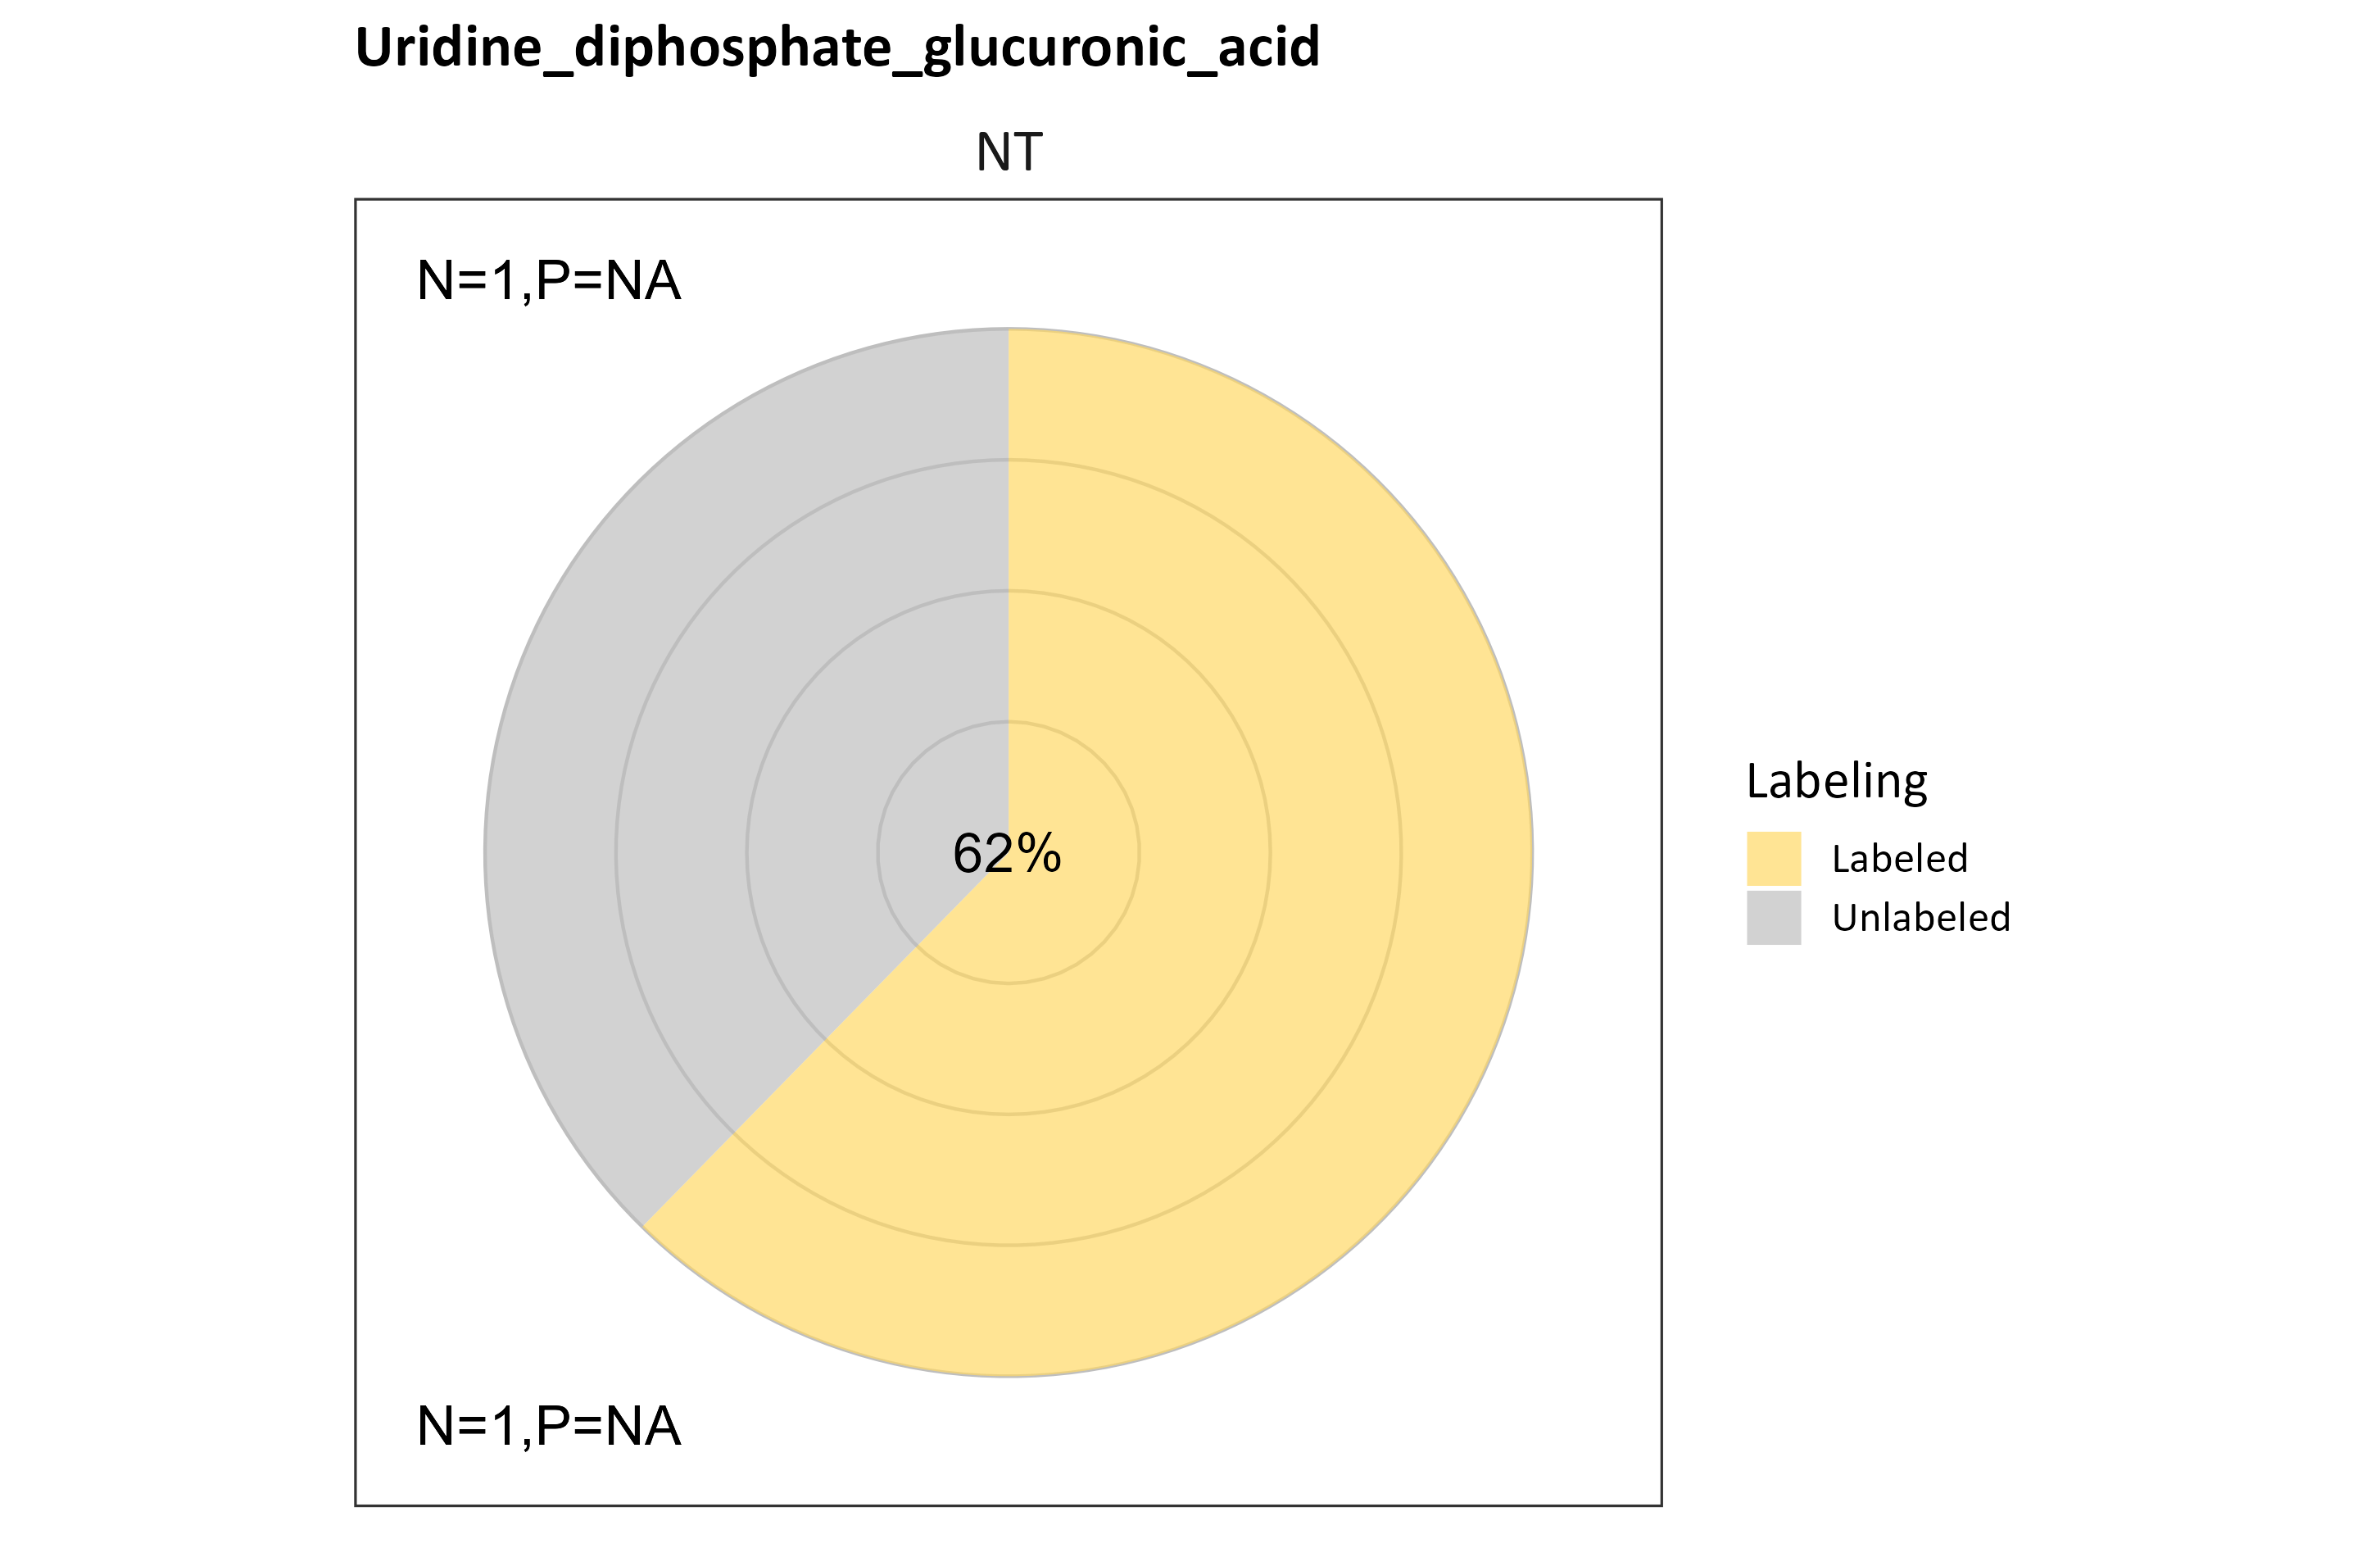 Uridine_diphosphate_glucuronic_acid
NT
N=1,P=NA
62%
Labeling
Labeled
Unlabeled
N=1,P=NA